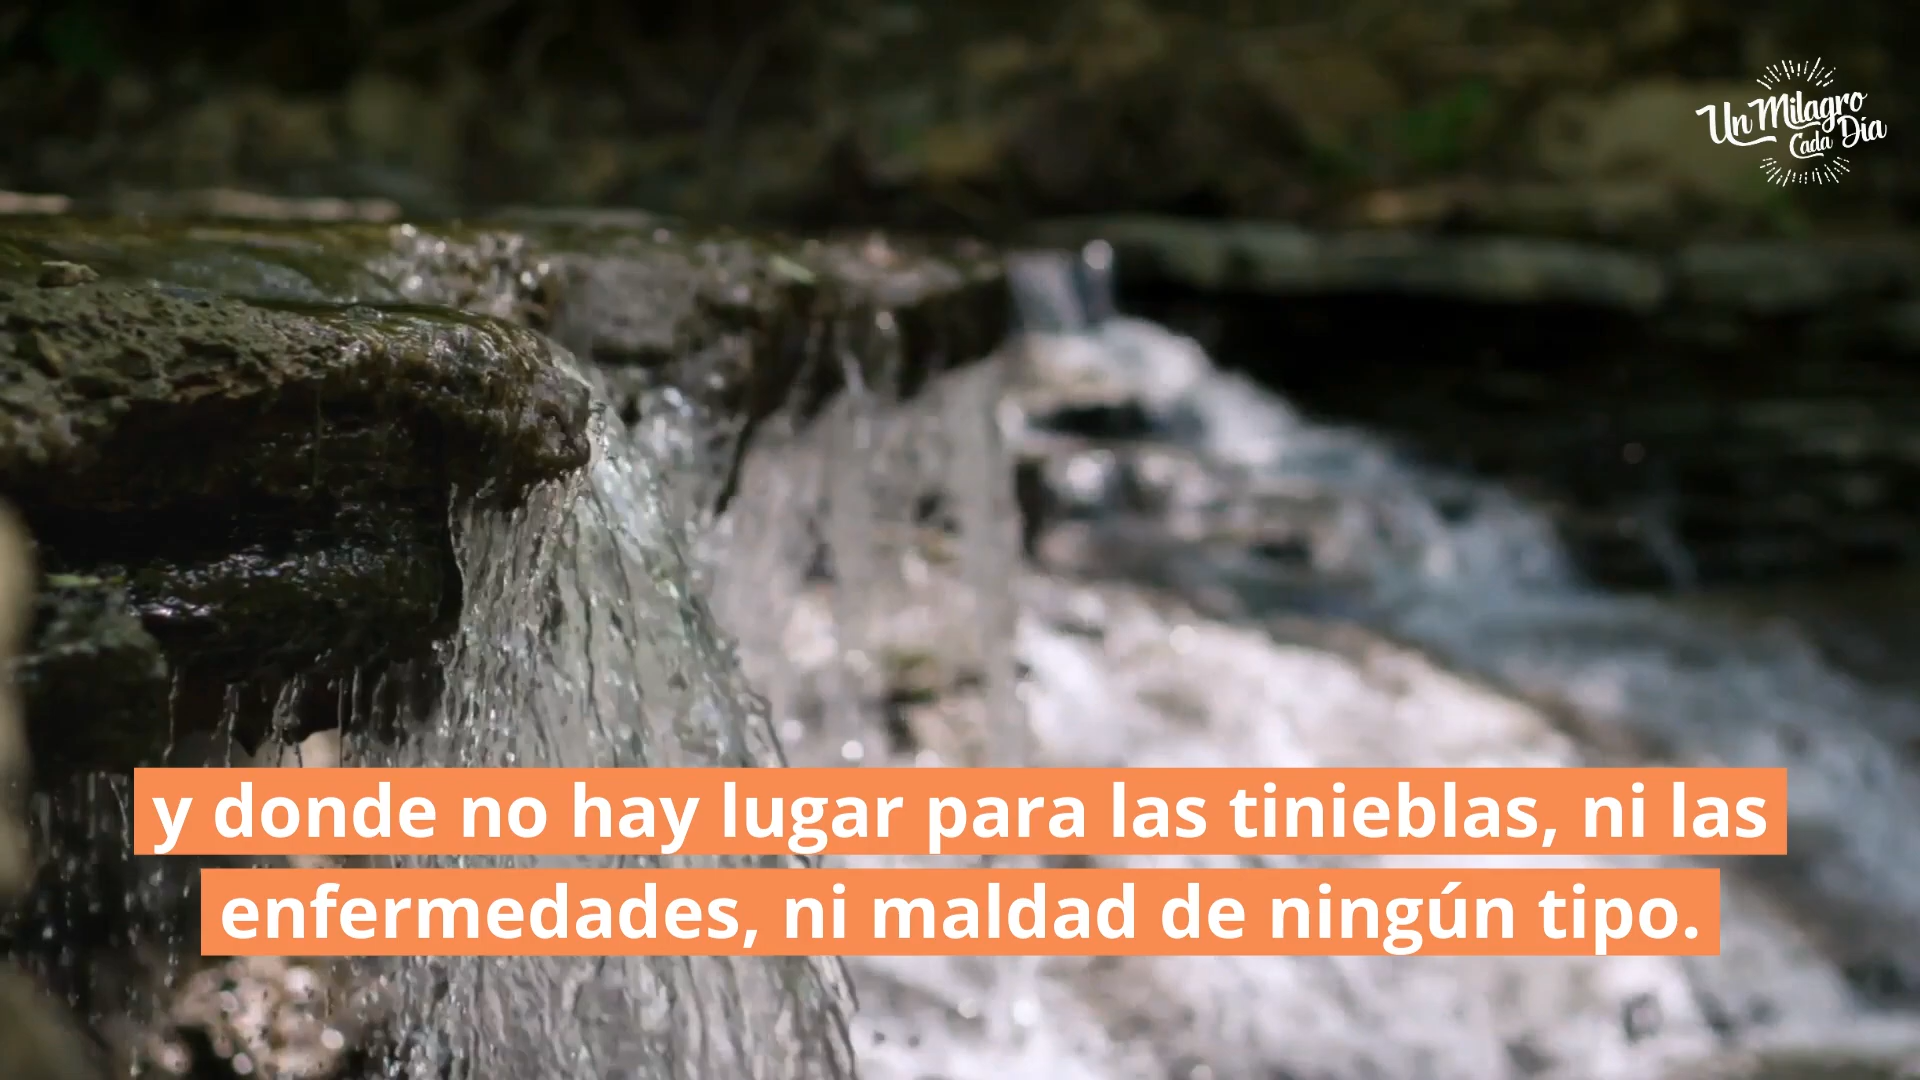 Un Milagro
Cada Día
y donde no hay lugar para las tinieblas, ni las
enfermedades, ni maldad de ningún tipo.